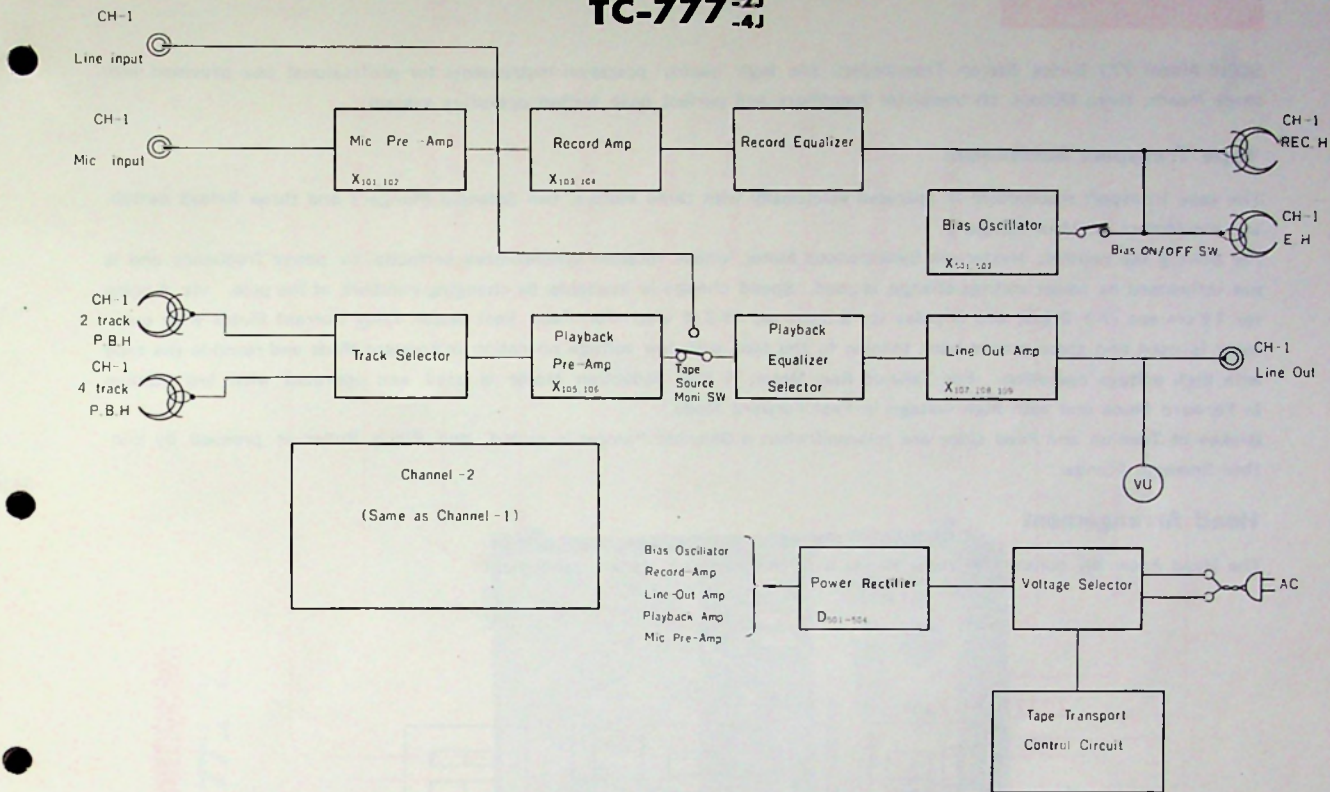 TC-777 -2J
-4J
CH-1
Line input
CH-1
Mic input
Mic Pre-Amp
X101 102
Record Amp
X103 104
Record Equalizer
CH-1
REC. H
Bias Oscillator
Bias ON/OFF SW
CH-1
E H
CH-1
2 track
P.B.H
CH-1
4 track
P.B.H
Track Selector
Playback
Pre-Amp
X105 106
Tape
Source
Moni SW
Playback
Equalizer
Selector
Line Out Amp
X107 108 109
CH-1
Line Out
VU
Channel-2
(Same as Channel-1)
Bias Oscillator
Record-Amp
Line-Out Amp
Playback Amp
Mic Pre-Amp
Power Rectifier
D501-504
Voltage Selector
AC
Tape Transport
Control Circuit